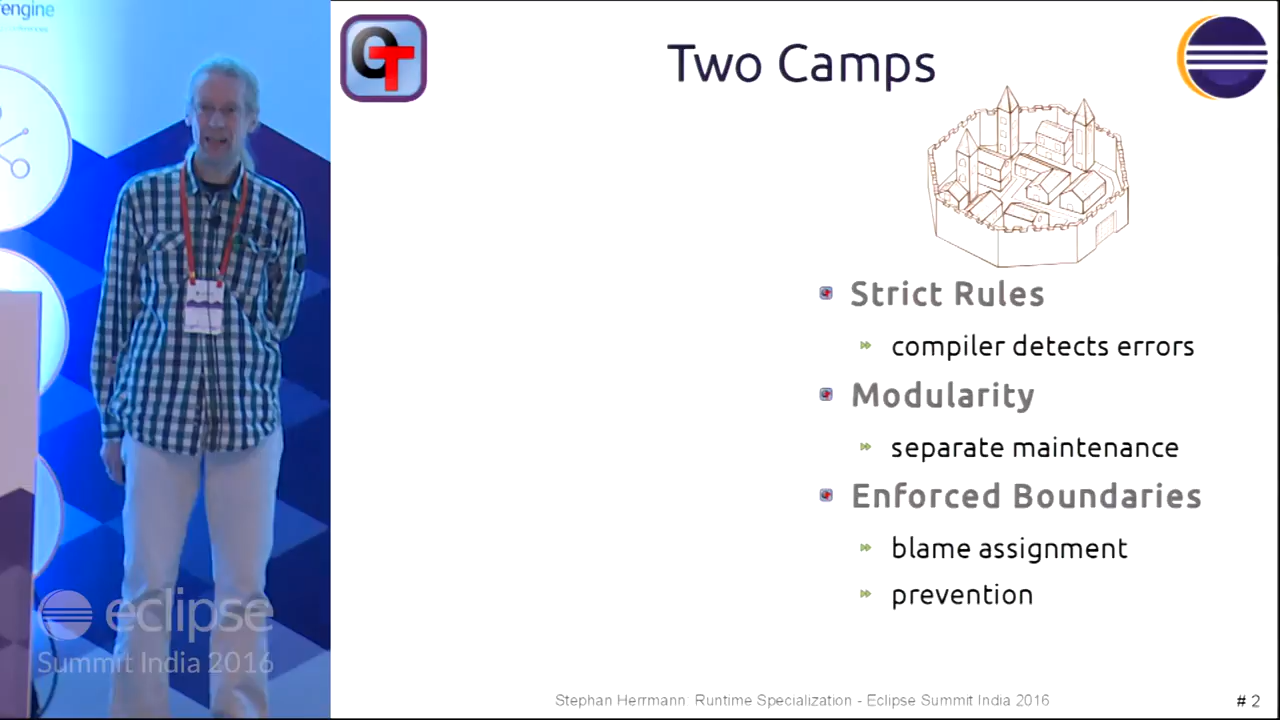 engine
OT
Two Camps
Strict Rules
compiler detects errors
Modularity
separate maintenance
Enforced Boundaries
blame assignment
prevention
eclipse
Summit India 2016
Stephan Herrmann Runtime Specialization - Eclipse Summit India 2016
# 2